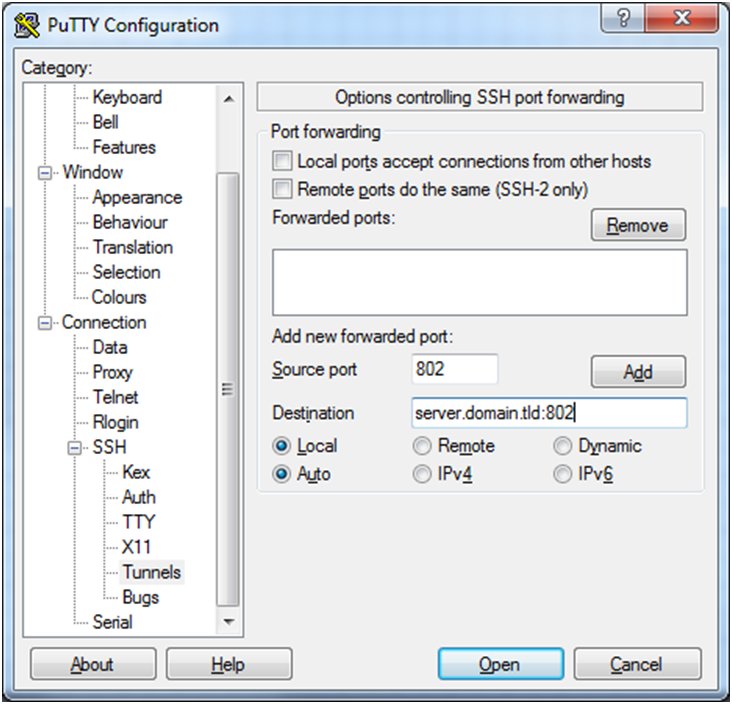 PuTTY Configuration
?
X
Category:
Keyboard
Bell
Features
Window
Appearance
Behaviour
Translation
Selection
Colours
Connection
Data
Proxy
Telnet
Rlogin
SSH
Kex
Auth
TTY
X11
Tunnels
Bugs
Serial
Options controlling SSH port forwarding
Port forwarding
Local ports accept connections from other hosts
Remote ports do the same (SSH-2 only)
Forwarded ports:
Remove
Add new forwarded port:
Source port 802 Add
Destination server.domain.tld:802
Local Remote Dynamic
Auto IPv4 IPv6
About Help Open Cancel